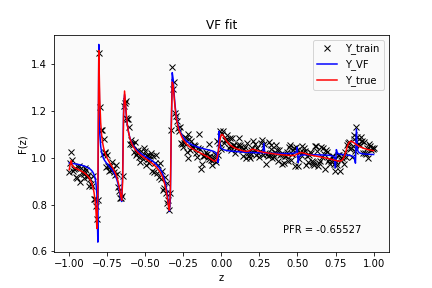 VF fit
Y_train
Y_VF
Y_true
1.4
1.2
1.0
0.8
0.6
F(z)
PFR = -0.65527
−1.00 −0.75 −0.50 −0.25 0.00 0.25 0.50 0.75 1.00
z